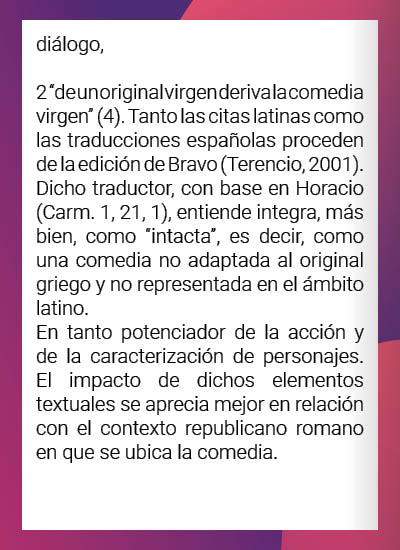 diálogo,
2 “de un original virgen deriva la comedia
virgen” (4). Tanto las citas latinas como
las traducciones españolas proceden
de la edición de Bravo (Terencio, 2001).
Dicho traductor, con base en Horacio
(Carm. 1, 21, 1), entiende integra, más
bien, como “intacta”, es decir, como
una comedia no adaptada al original
griego y no representada en el ámbito
latino.
En tanto potenciador de la acción y
de la caracterización de personajes.
El impacto de dichos elementos
textuales se aprecia mejor en relación
con el contexto republicano romano
en que se ubica la comedia.